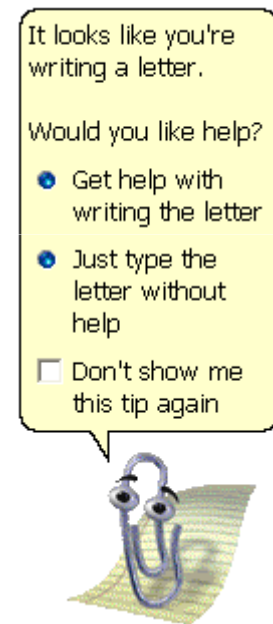 It looks like you're
writing a letter.
Would you like help?
Get help with
writing the letter
Just type the
letter without
help
Don't show me
this tip again